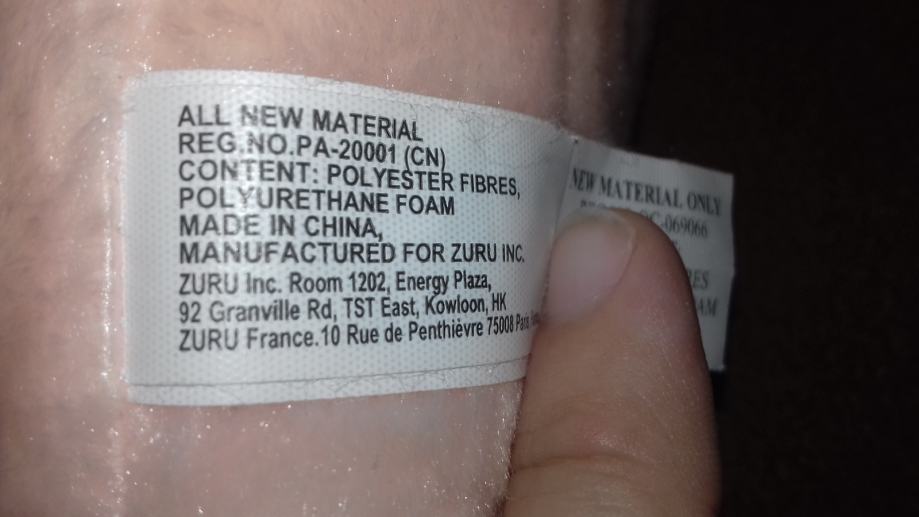 ALL NEW MATERIAL
REG.NO.PA-20001 (CN)
CONTENT: POLYESTER FIBRES,
POLYURETHANE FOAM
MADE IN CHINA,
MANUFACTURED FOR ZURU INC.
ZURU Inc. Room 1202, Energy Plaza,
92 Granville Rd, TST East, Kowloon, HK
ZURU France.10 Rue de Penthièvre 75008 Paris
NEW MATERIAL ONLY